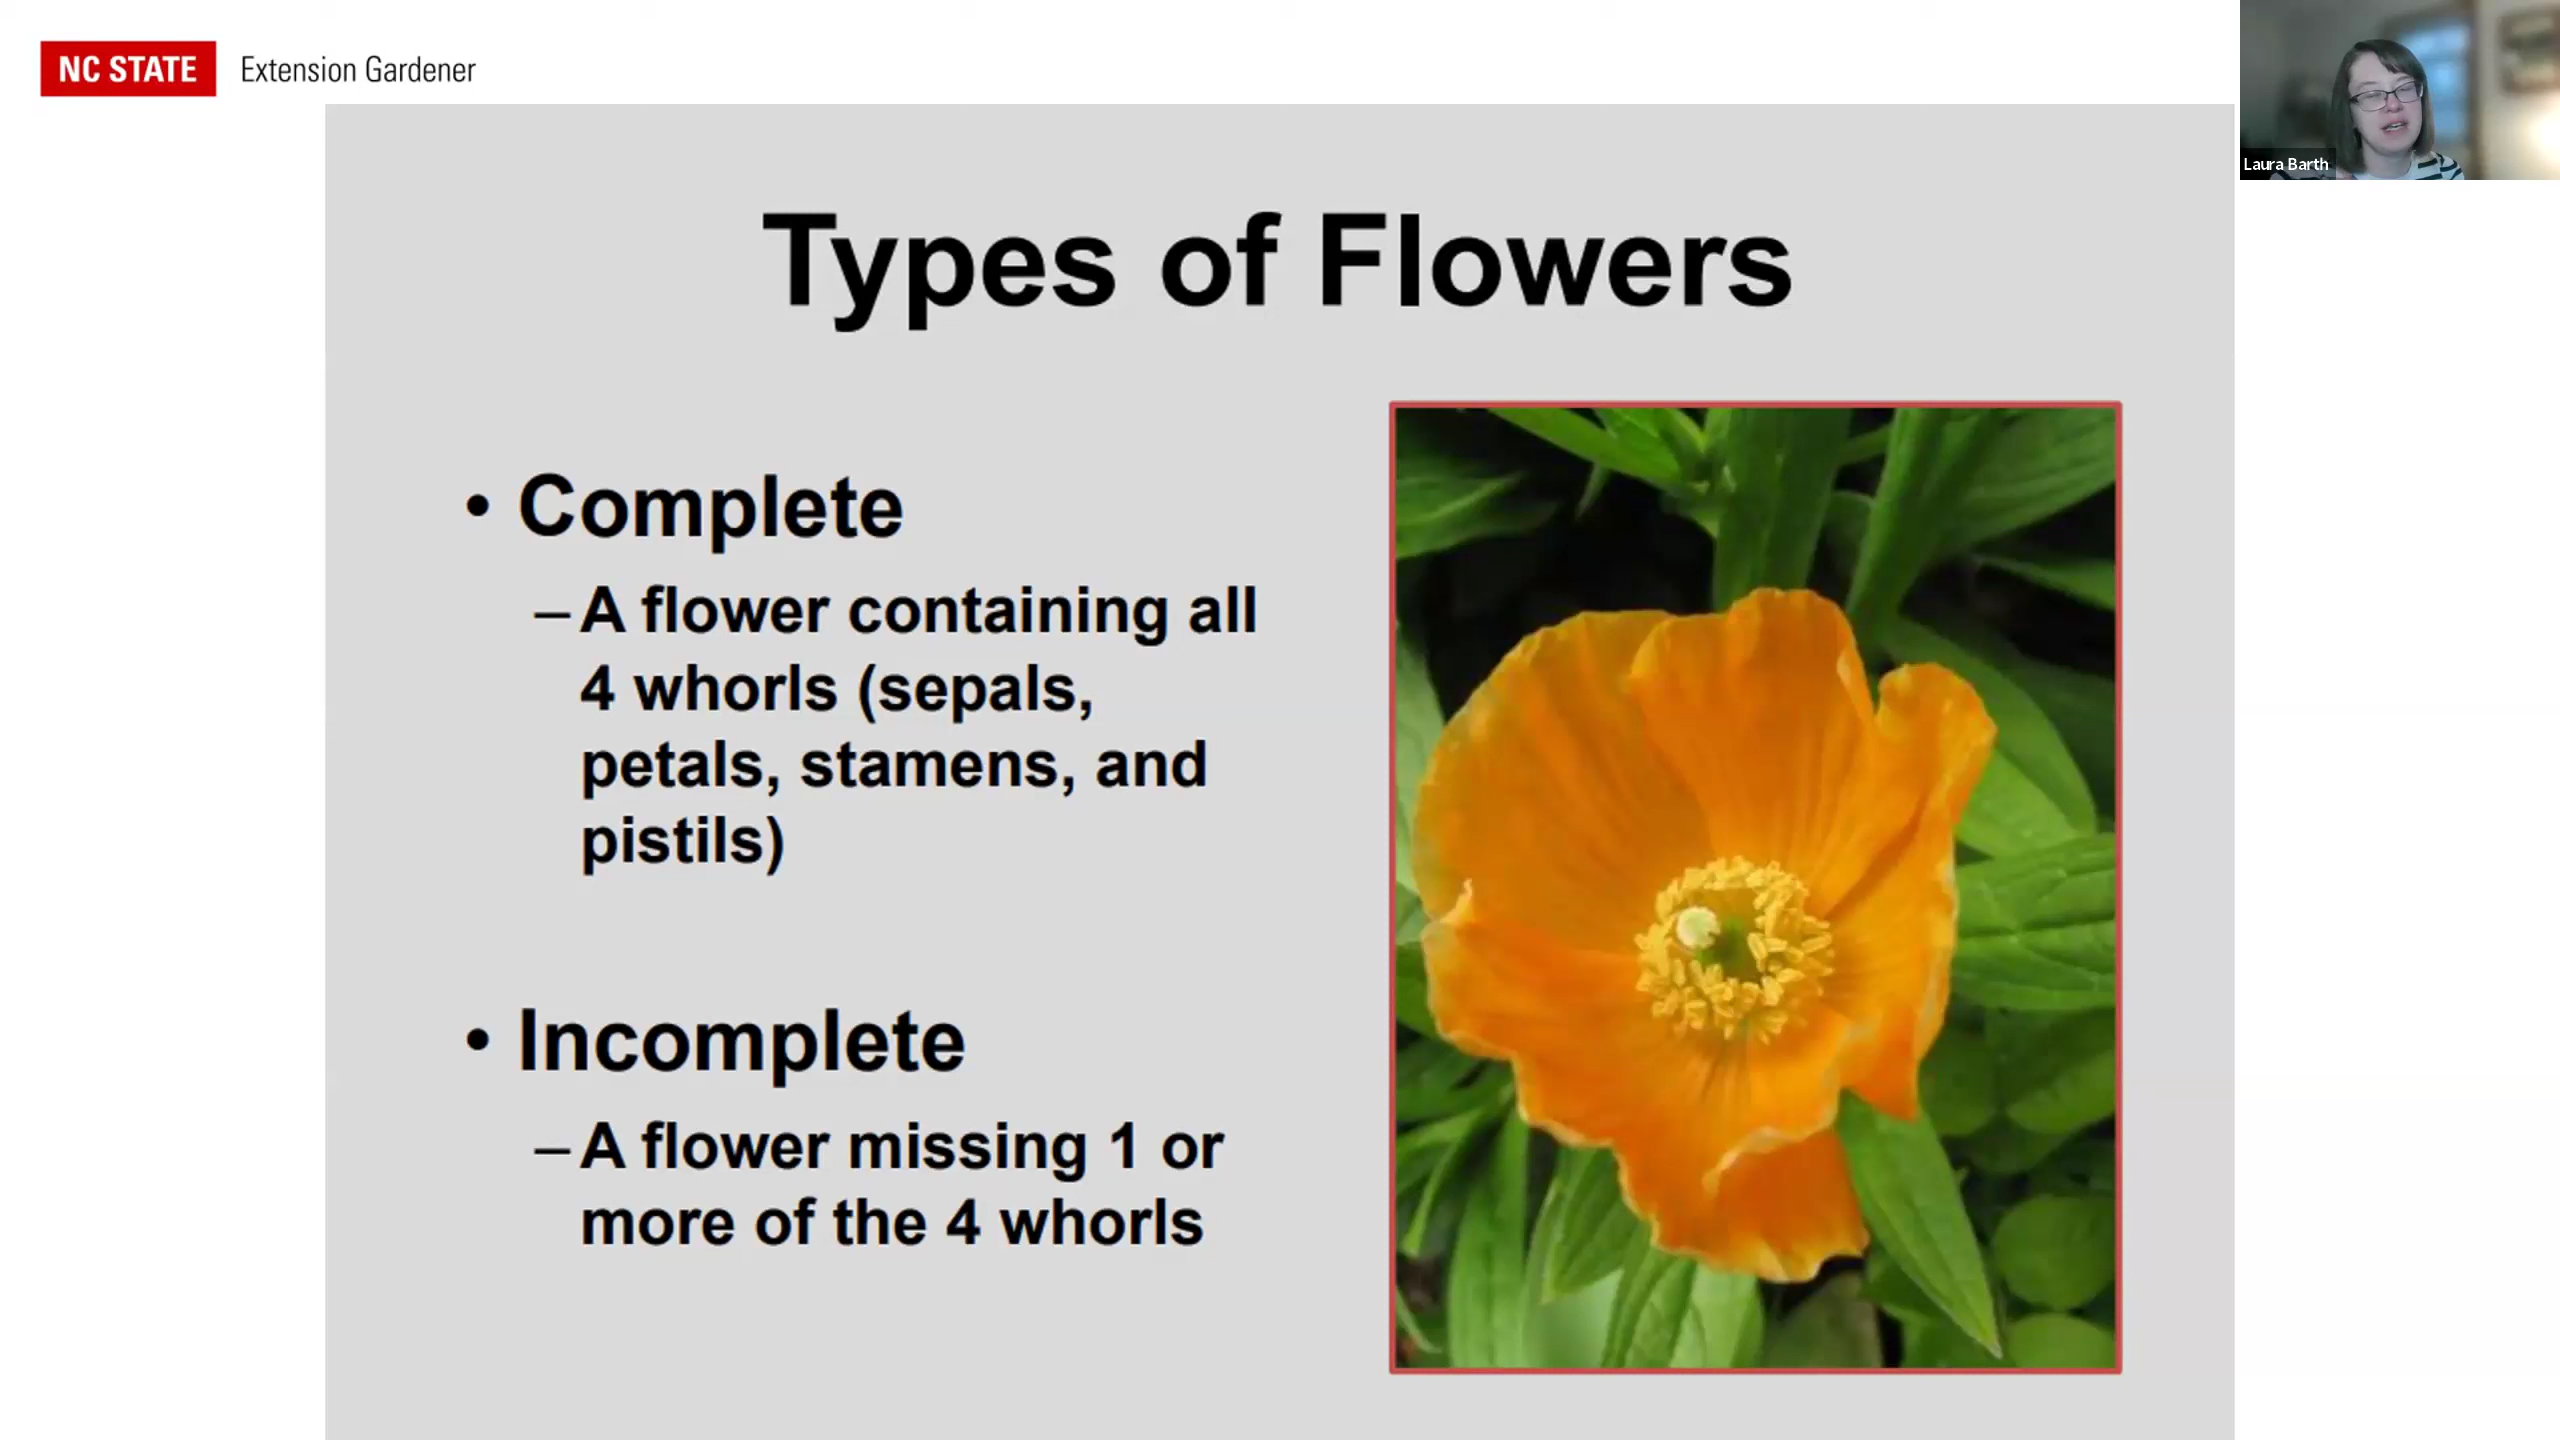 NC STATE Extension Gardener
Laura Barth
Types of Flowers
• Complete
– A flower containing all
4 whorls (sepals,
petals, stamens, and
pistils)
• Incomplete
– A flower missing 1 or
more of the 4 whorls